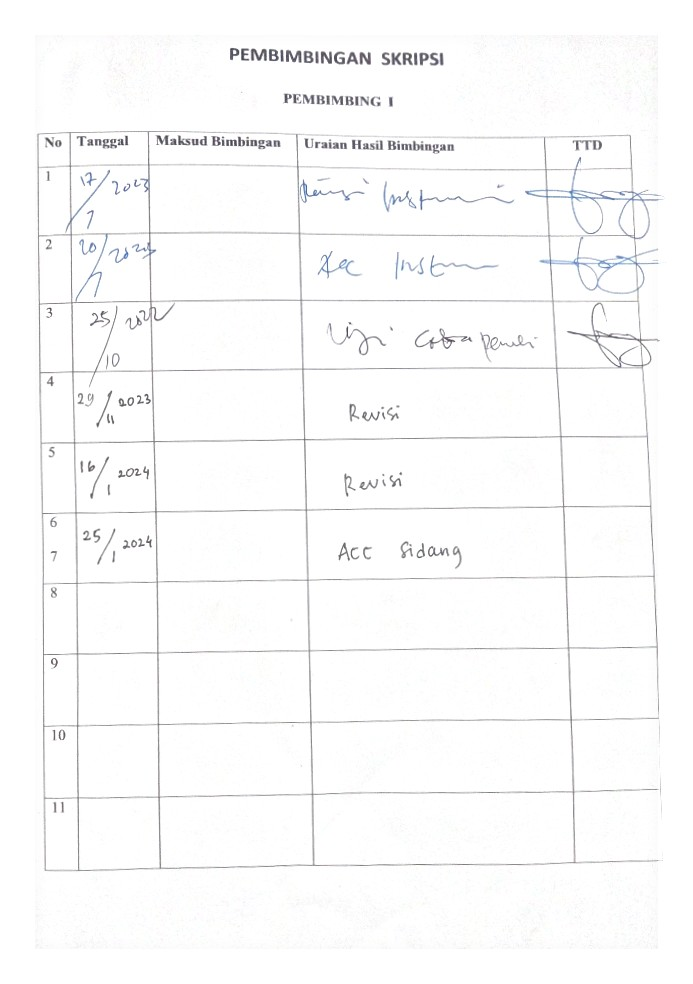 PEMBIMBINGAN SKRIPSI
PEMBIMBING I
No Tanggal Maksud Bimbingan Uraian Hasil Bimbingan TTD
1 17/7 2023 Revisi Instrumen
2 20/7 2023 Acc Instrumen
3 25/10 Uji Coba
4 29/11 2023 Revisi
5 16/1 2024 Revisi
6 25/1 2024 ACC Sidang
7
8
9
10
11